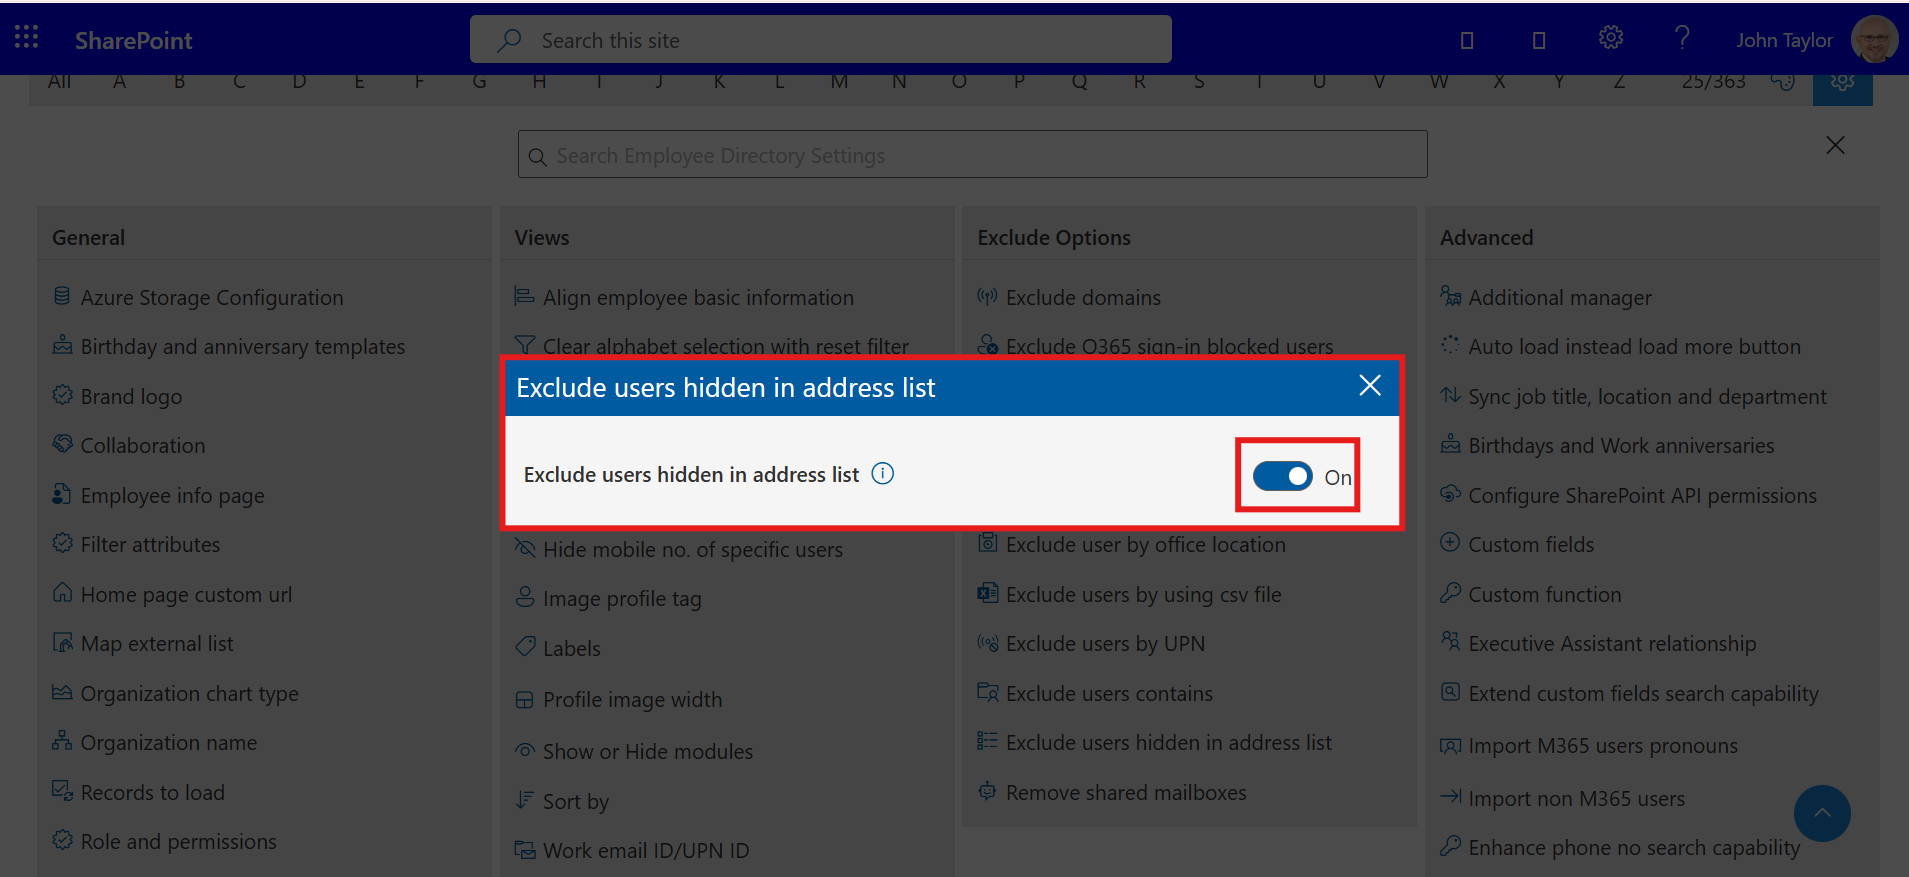 SharePoint
Search this site
John Taylor
All A B C D E F G H I J K L M N O P Q R S T U V W X Y Z 25/363
Search Employee Directory Settings
General
Azure Storage Configuration
Birthday and anniversary templates
Brand logo
Collaboration
Employee info page
Filter attributes
Home page custom url
Map external list
Organization chart type
Organization name
Records to load
Role and permissions
Views
Align employee basic information
Clear alphabet selection with reset filter
Exclude users hidden in address list
Exclude users hidden in address list
On
Hide mobile no. of specific users
Image profile tag
Labels
Profile image width
Show or Hide modules
Sort by
Work email ID/UPN ID
Exclude Options
Exclude domains
Exclude O365 sign-in blocked users
Exclude user by office location
Exclude users by using csv file
Exclude users by UPN
Exclude users contains
Exclude users hidden in address list
Remove shared mailboxes
Advanced
Additional manager
Auto load instead load more button
Sync job title, location and department
Birthdays and Work anniversaries
Configure SharePoint API permissions
Custom fields
Custom function
Executive Assistant relationship
Extend custom fields search capability
Import M365 users pronouns
Import non M365 users
Enhance phone no search capability